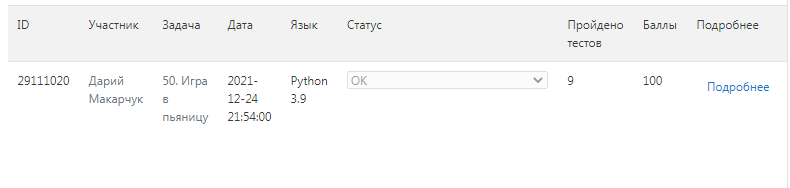 ID Участник Задача Дата Язык Статус Пройдено тестов Баллы Подробнее
29111020 Дарий Макарчук 50. Игра в пьяницу 2021-12-24 21:54:00 Python 3.9 OK 9 100 Подробнее